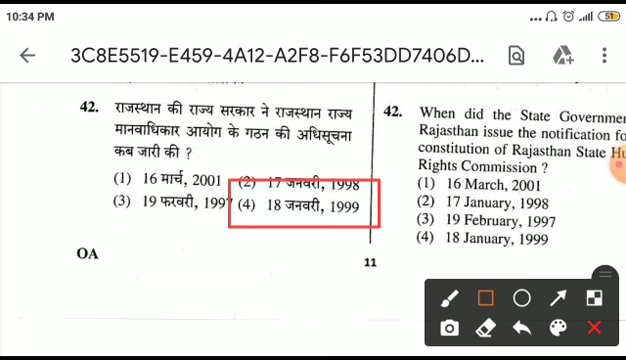 10:34 PM
51
3C8E5519-E459-4A12-A2F8-F6F53DD7406D...
42. राजस्थान की राज्य सरकार ने राजस्थान राज्य
मानवाधिकार आयोग के गठन की अधिसूचना
कब जारी की ?
(1) 16 मार्च, 2001 (2) 17 जनवरी, 1998
(3) 19 फरवरी, 1997 (4) 18 जनवरी, 1999
42. When did the State Governmen
Rajasthan issue the notification fo
constitution of Rajasthan State Hu
Rights Commission ?
(1) 16 March, 2001
(2) 17 January, 1998
(3) 19 February, 1997
(4) 18 January, 1999
OA
11